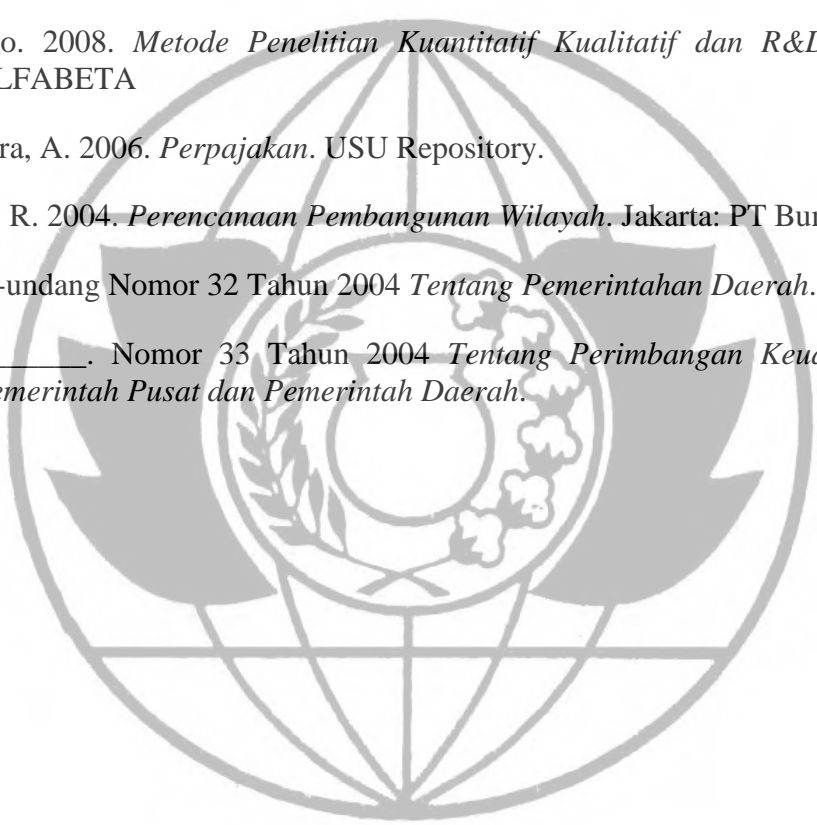 o. 2008. Metode Penelitian Kuantitatif Kualitatif dan R&D
LFABETA
ra, A. 2006. Perpajakan. USU Repository.
R. 2004. Perencanaan Pembangunan Wilayah. Jakarta: PT Bu
-undang Nomor 32 Tahun 2004 Tentang Pemerintahan Daerah.
______. Nomor 33 Tahun 2004 Tentang Perimbangan Keua
emerintah Pusat dan Pemerintah Daerah.